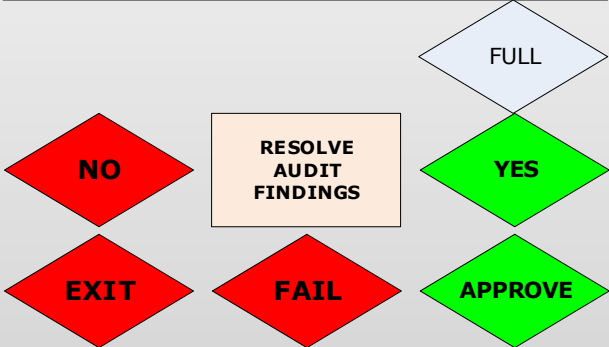 FULL
NO
RESOLVE
AUDIT
FINDINGS
YES
EXIT
FAIL
APPROVE